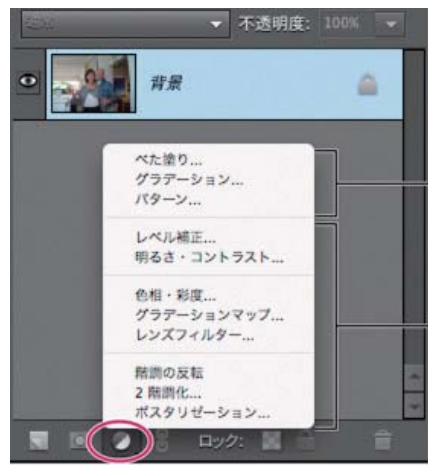 不透明度: 100%
背景
べた塗り...
グラデーション...
パターン...
レベル補正...
明るさ・コントラスト...
色相・彩度...
グラデーションマップ...
レンズフィルター...
階調の反転
2 階調化...
ポスタリゼーション...
ロック: